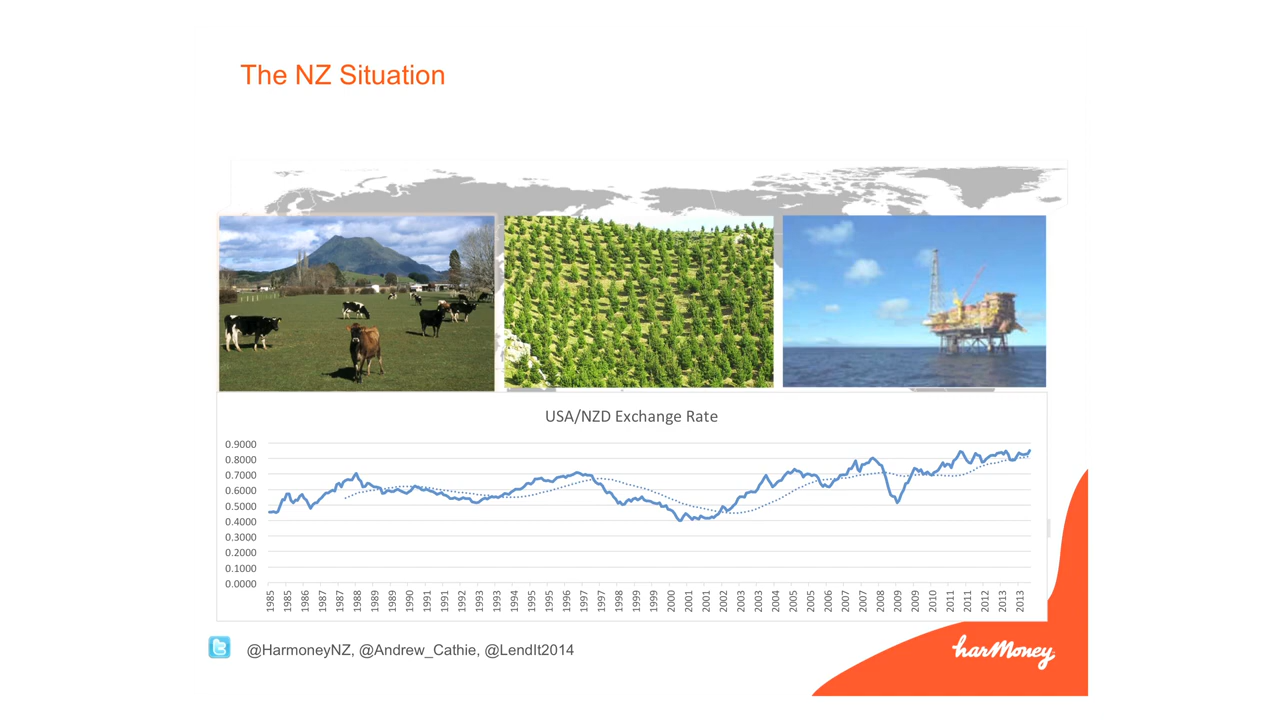 The NZ Situation
USA/NZD Exchange Rate
0.9000
0.8000
0.7000
0.6000
0.5000
0.4000
0.3000
0.2000
0.1000
0.0000
1985 1985 1986 1987 1987 1988 1989 1989 1990 1991 1991 1992 1993 1993 1994 1995 1995 1996 1997 1997 1998 1999 1999 2000 2001 2001 2002 2003 2003 2004 2005 2005 2006 2007 2007 2008 2009 2009 2010 2011 2011 2012 2013 2013
@HarmoneyNZ, @Andrew_Cathie, @LendIt2014
harMoney